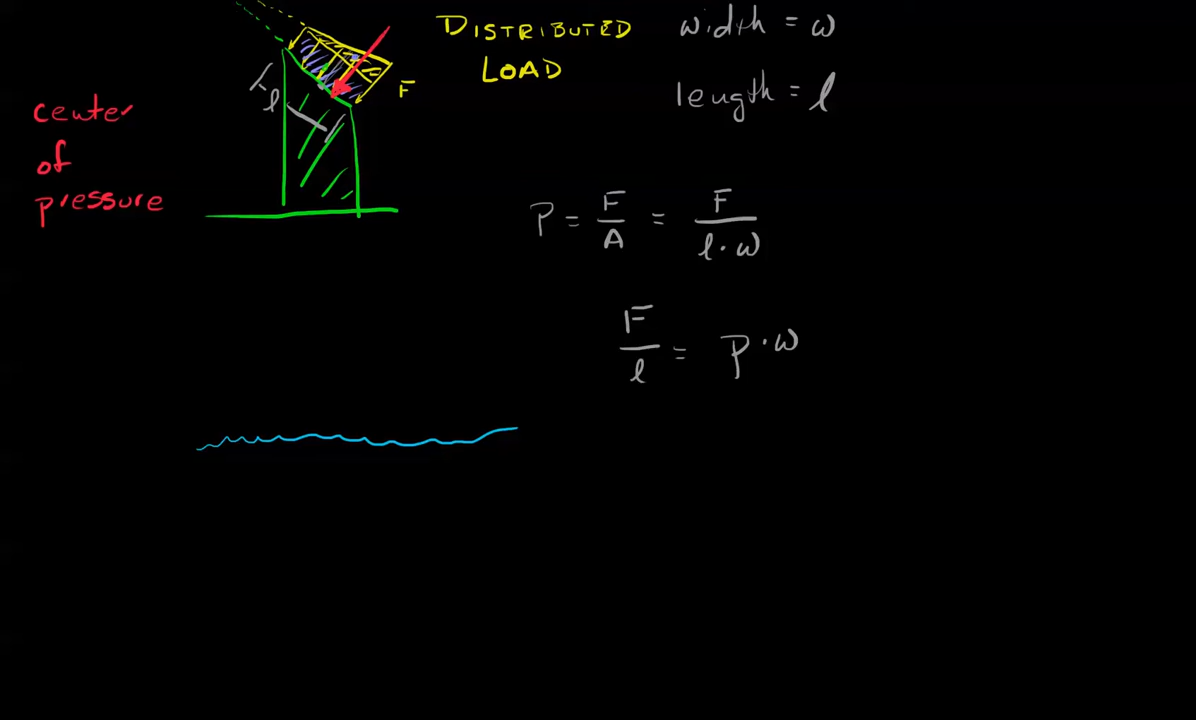 DISTRIBUTED
LOAD
width = w
length = l
F
l
center
of
pressure
P = F/A = F/l · w
F/l = P · w